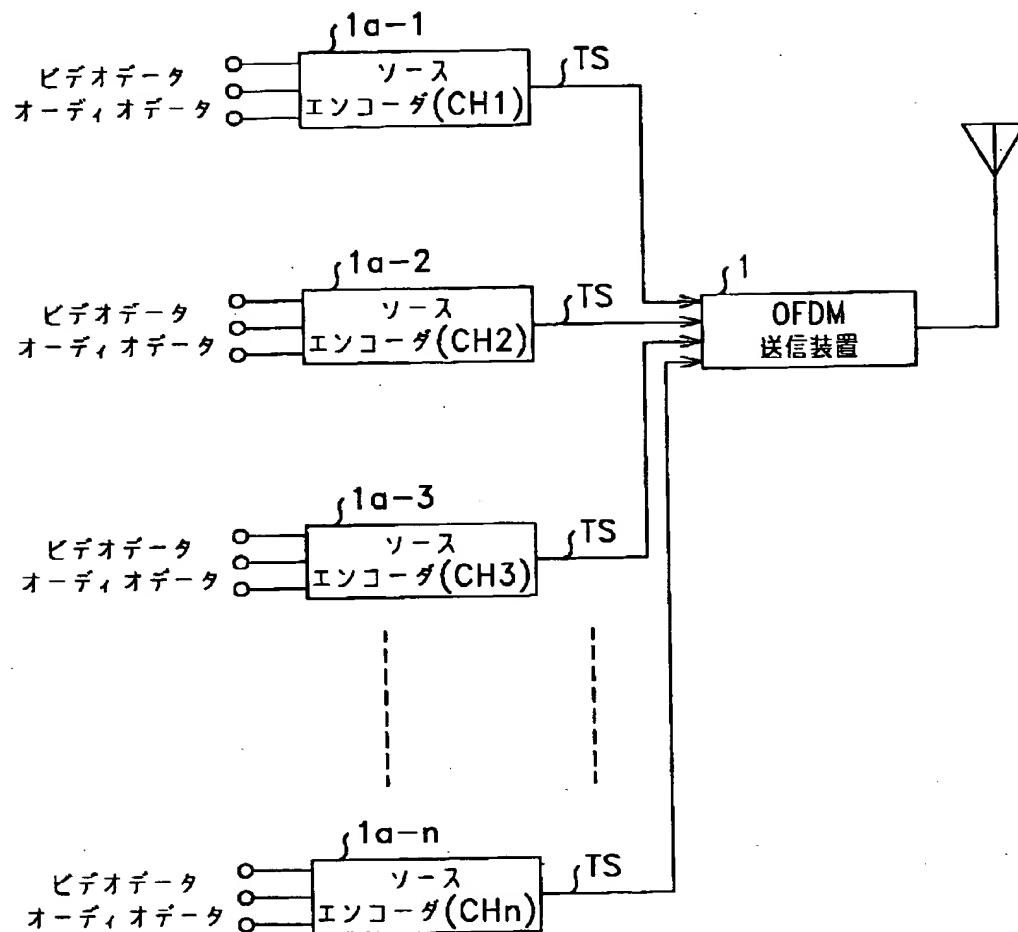 1a-1
ビデオデータ
オーディオデータ
ソース
エンコーダ(CH1)
TS
1a-2
ビデオデータ
オーディオデータ
ソース
エンコーダ(CH2)
TS
1
OFDM
送信装置
1a-3
ビデオデータ
オーディオデータ
ソース
エンコーダ(CH3)
TS
1a-n
ビデオデータ
オーディオデータ
ソース
エンコーダ(CHn)
TS